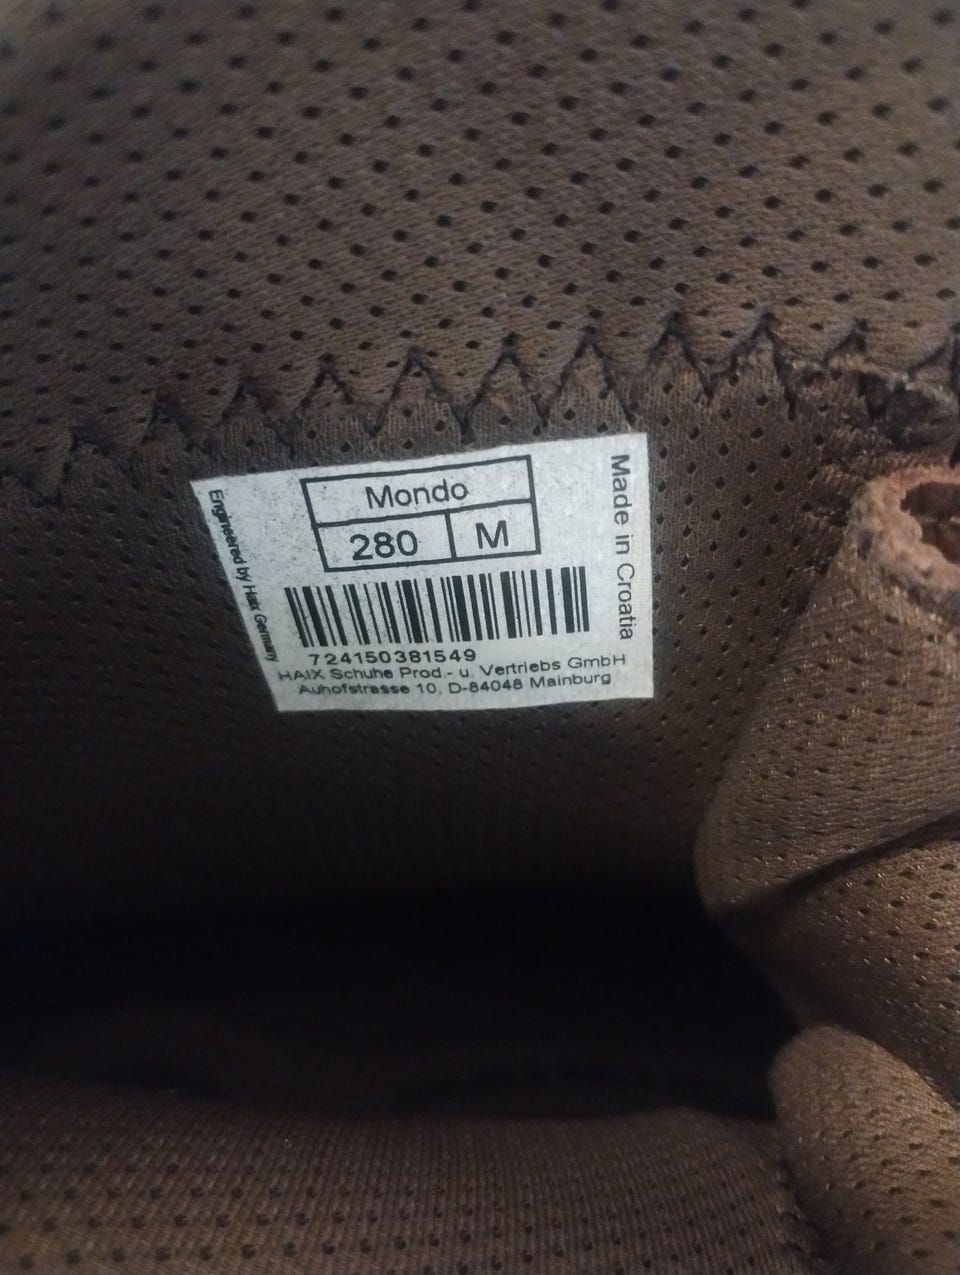 Mondo
280 M
Made in Croatia
Engineered by Haix Germany
724150381549
HAIX Schuhe Prod.- u. Vertriebs GmbH
Auhofstrasse 10, D-84048 Mainburg